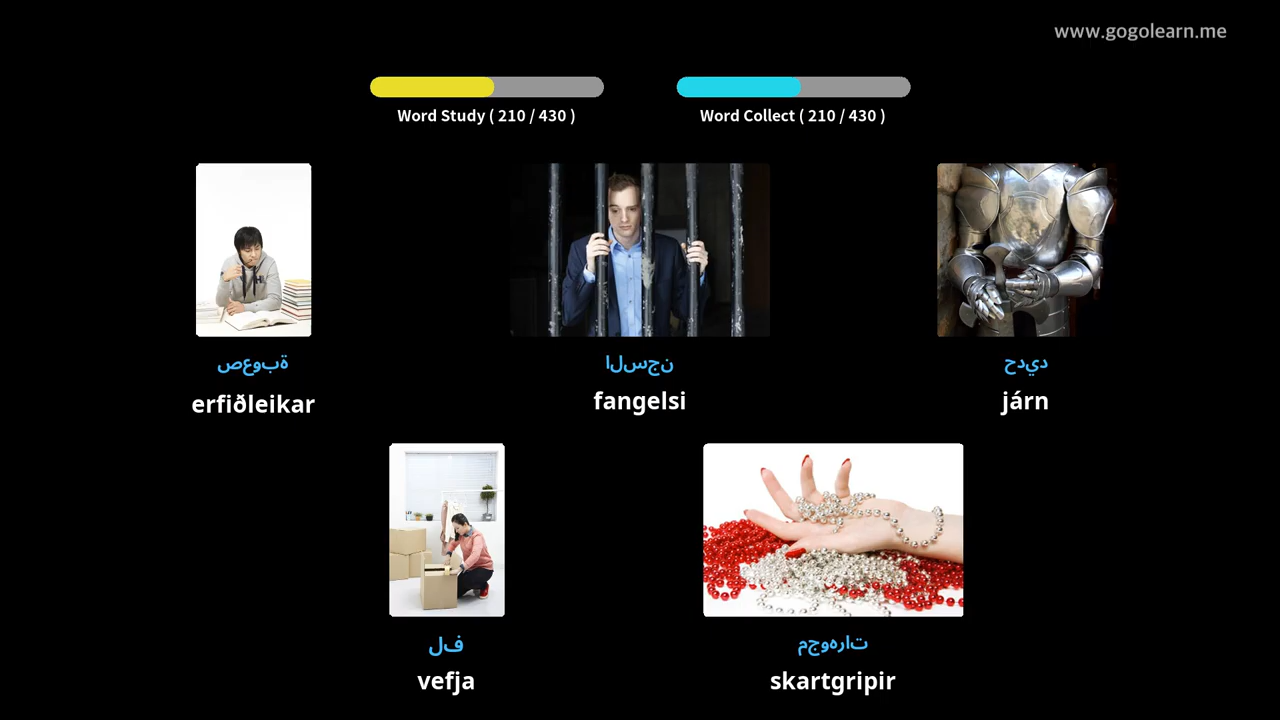 www.gogolearn.me
Word Study ( 210 / 430 )
Word Collect ( 210 / 430 )
صعوبة
السجن
حديد
erfiðleikar
fangelsi
járn
لف
مجوهرات
vefja
skartgripir